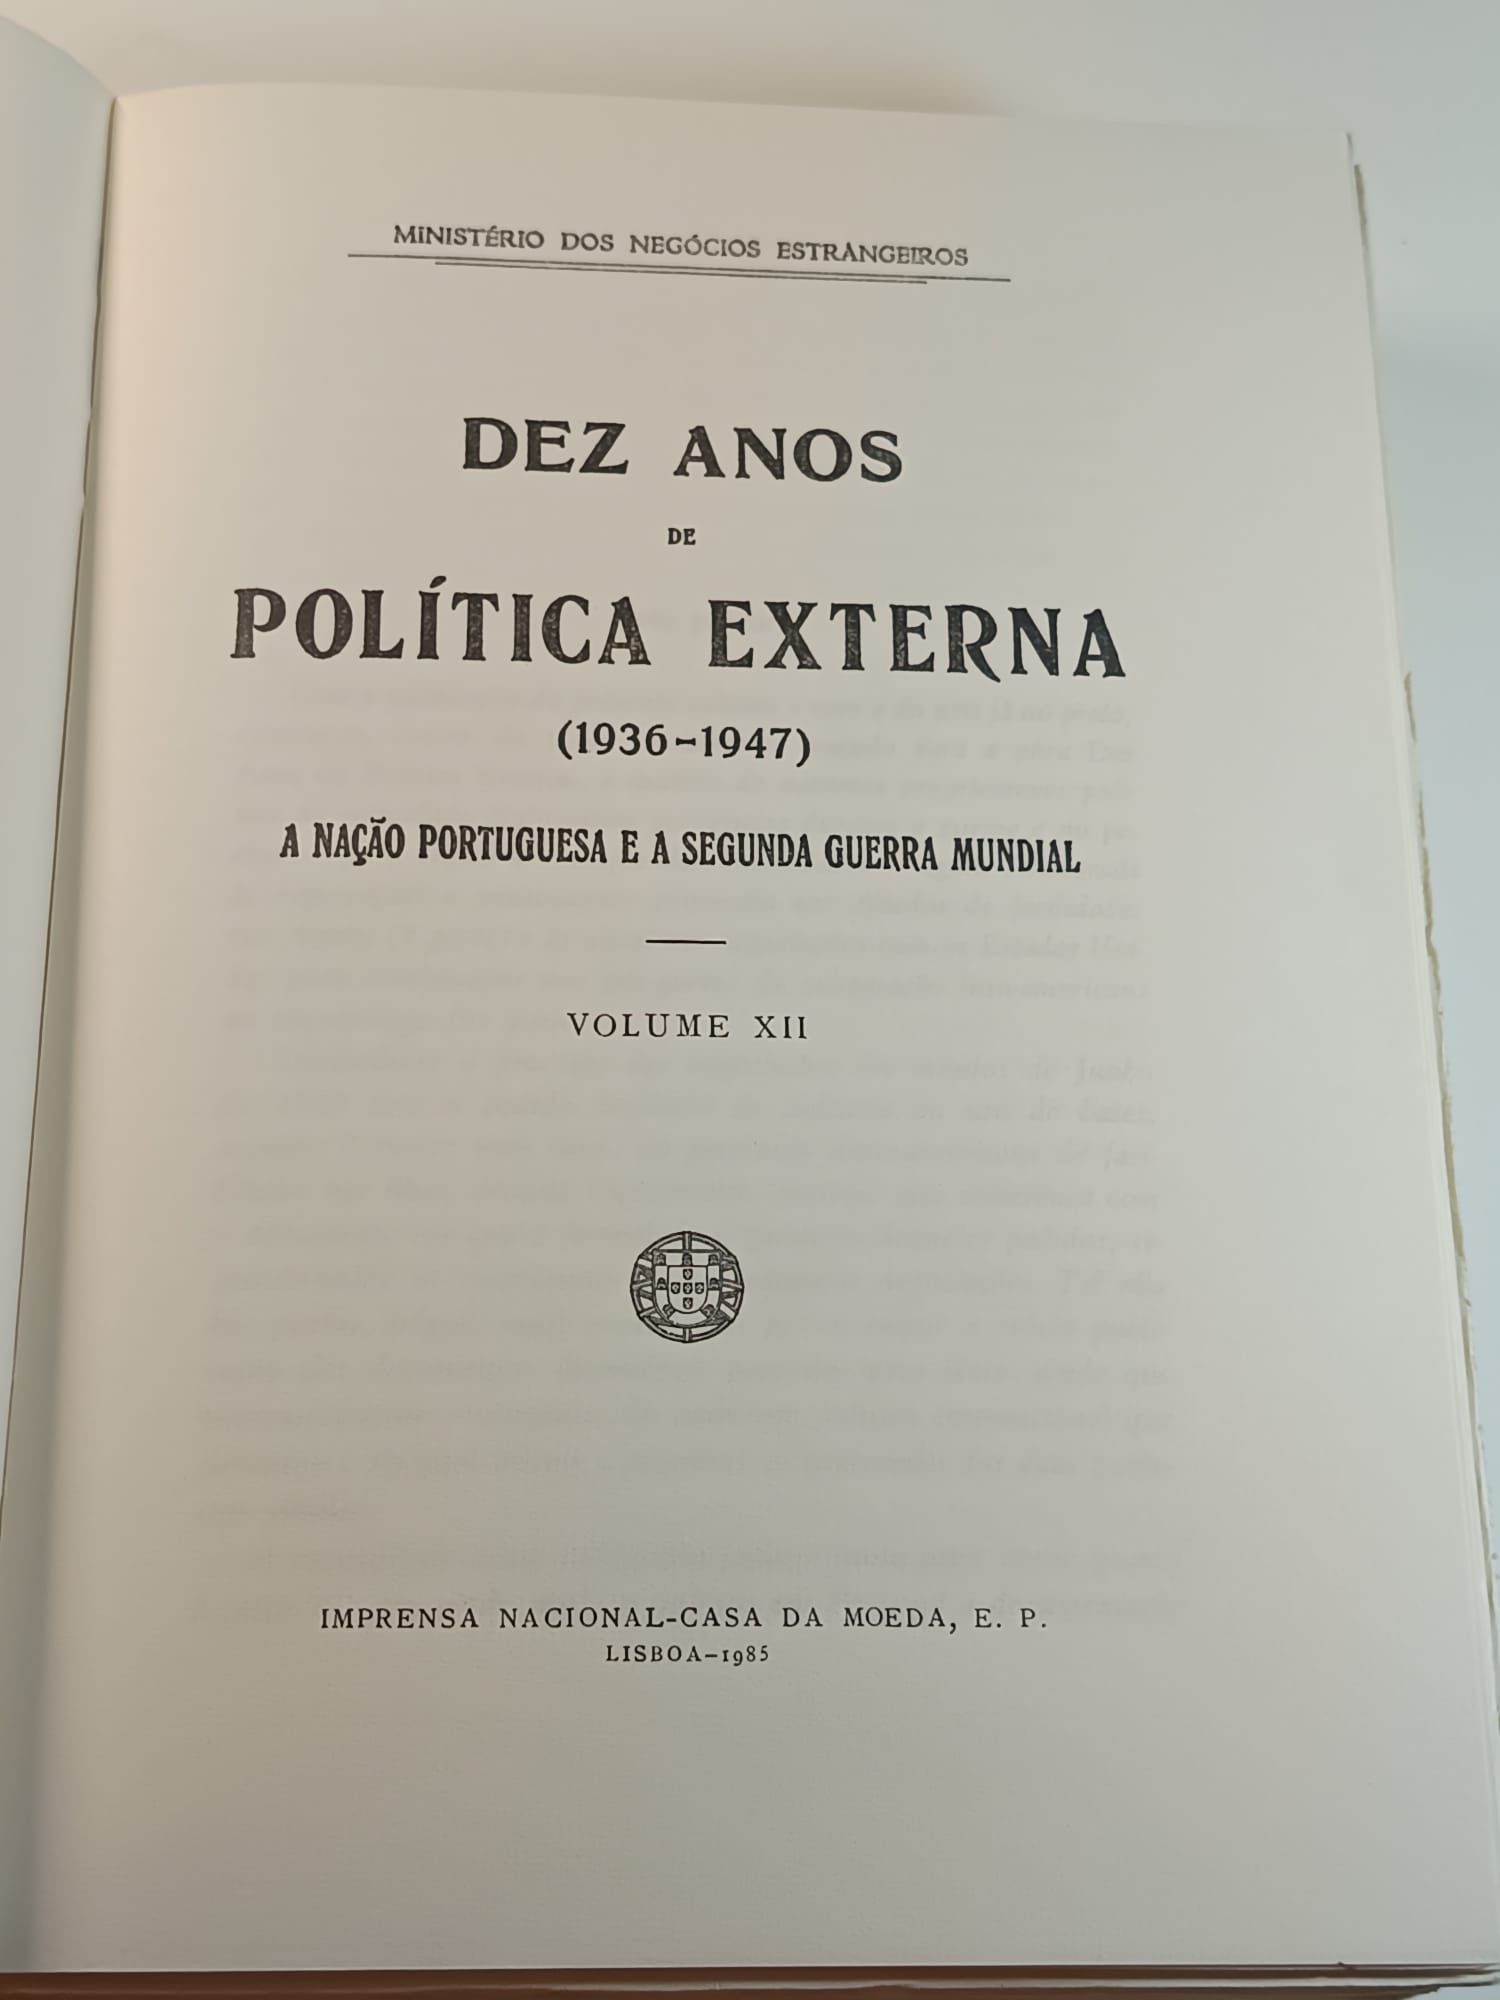 MINISTÉRIO DOS NEGÓCIOS ESTRANGEIROS
DEZ ANOS
DE
POLÍTICA EXTERNA
(1936-1947)
A NAÇÃO PORTUGUESA E A SEGUNDA GUERRA MUNDIAL
VOLUME XII
IMPRENSA NACIONAL-CASA DA MOEDA, E. P.
LISBOA-1985